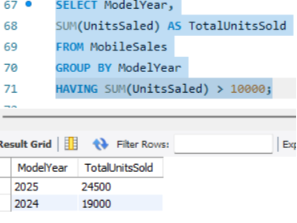 67 SELECT ModelYear,
68 SUM(UnitsSaled) AS TotalUnitsSold
69 FROM MobileSales
70 GROUP BY ModelYear
71 HAVING SUM(UnitsSaled) > 10000;
Result Grid Filter Rows: Exp
ModelYear TotalUnitsSold
2025 24500
2024 19000